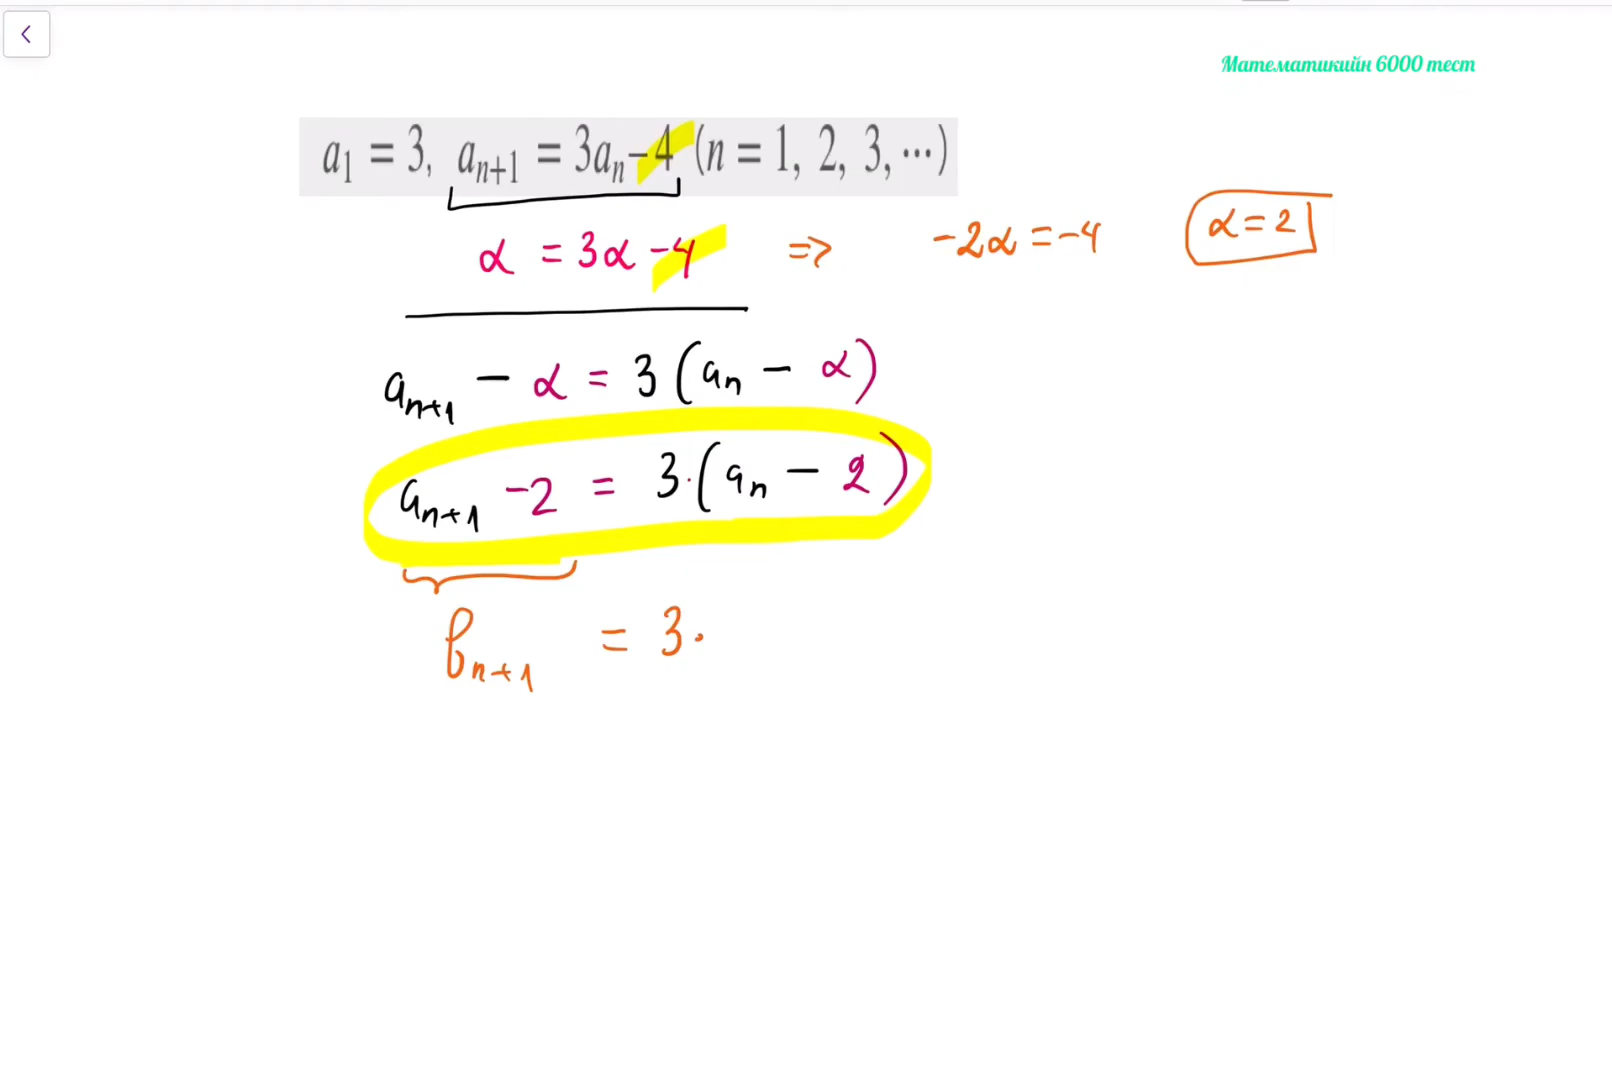 Математикийн 6000 тест
a₁ = 3, aₙ₊₁ = 3aₙ−4 (n = 1, 2, 3, ⋯)
α = 3α −4 => −2α = −4 α = 2
aₙ₊₁ − α = 3(aₙ − α)
aₙ₊₁ −2 = 3·(aₙ − 2)
bₙ₊₁ = 3·